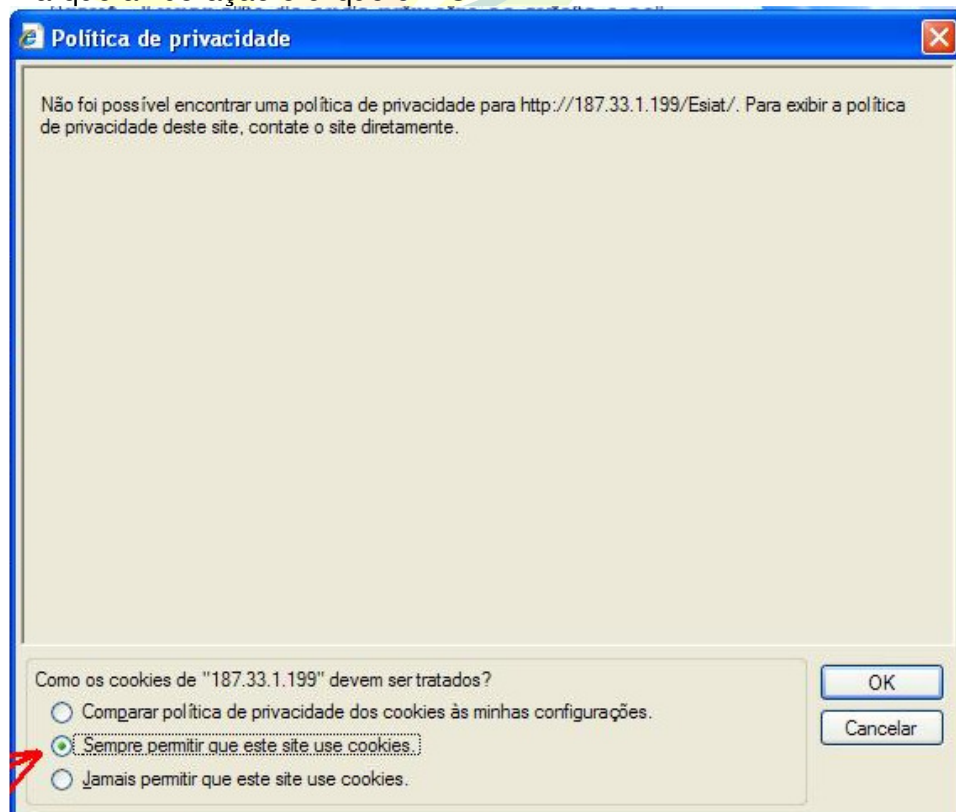 Política de privacidade
Não foi possível encontrar uma política de privacidade para http://187.33.1.199/Esiat/. Para exibir a política
de privacidade deste site, contate o site diretamente.
Como os cookies de "187.33.1.199" devem ser tratados?
Comparar política de privacidade dos cookies às minhas configurações.
Sempre permitir que este site use cookies.
Jamais permitir que este site use cookies.
OK
Cancelar